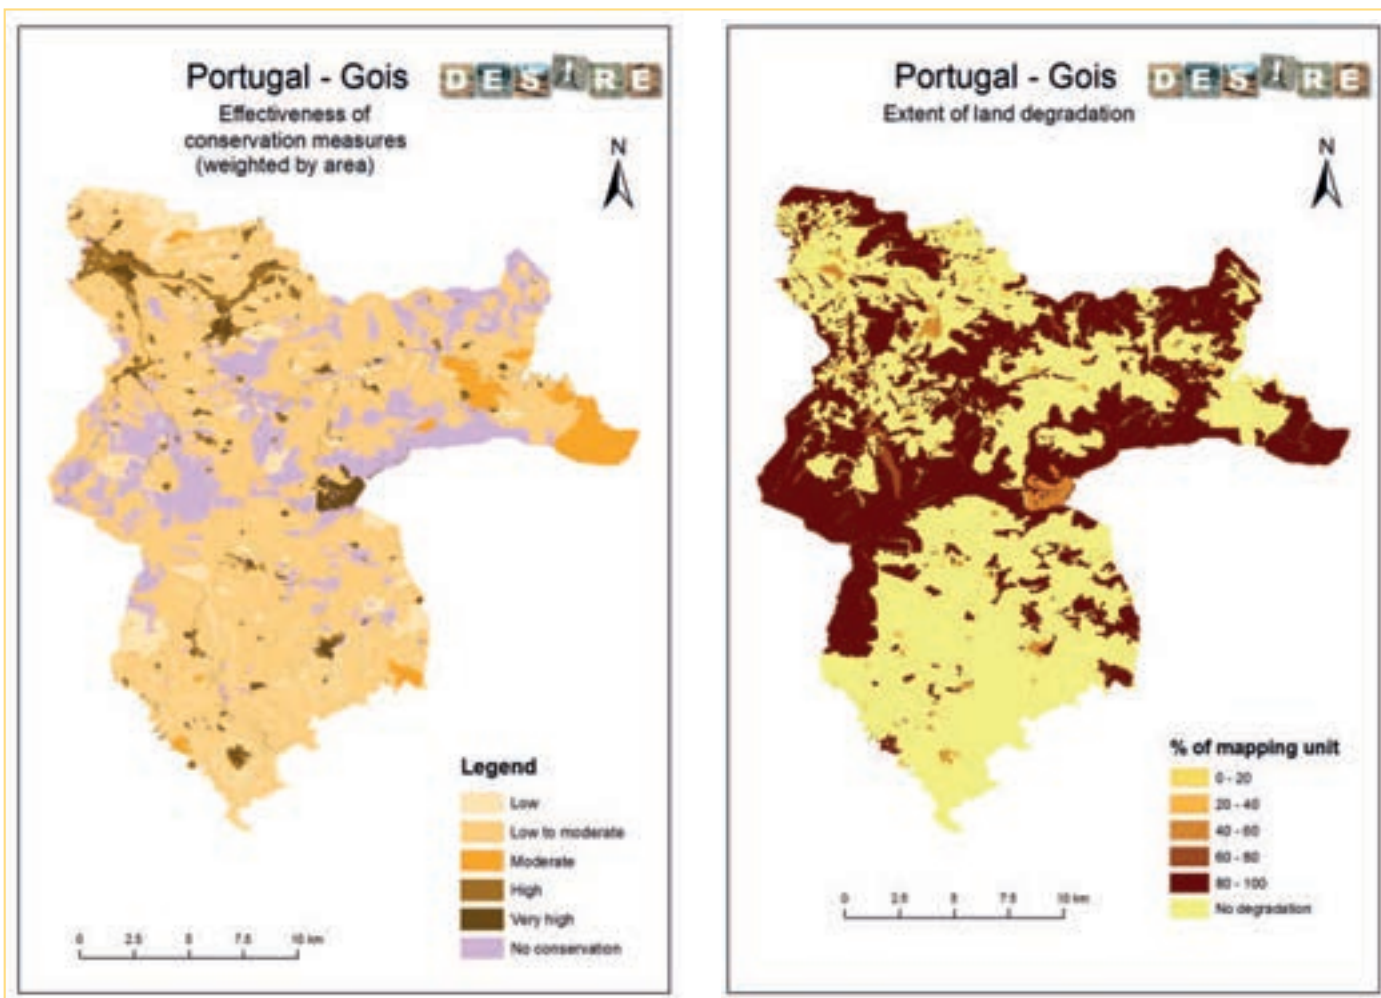 Portugal - Gois
DESIRE
Effectiveness of
conservation measures
(weighted by area)
N
Legend
Low
Low to moderate
Moderate
High
Very high
No conservation
0 2.5 5 7.5 10 km
Portugal - Gois
DESIRE
Extent of land degradation
N
% of mapping unit
0 - 20
20 - 40
40 - 60
60 - 80
80 - 100
No degradation
0 2.5 5 7.5 10 km